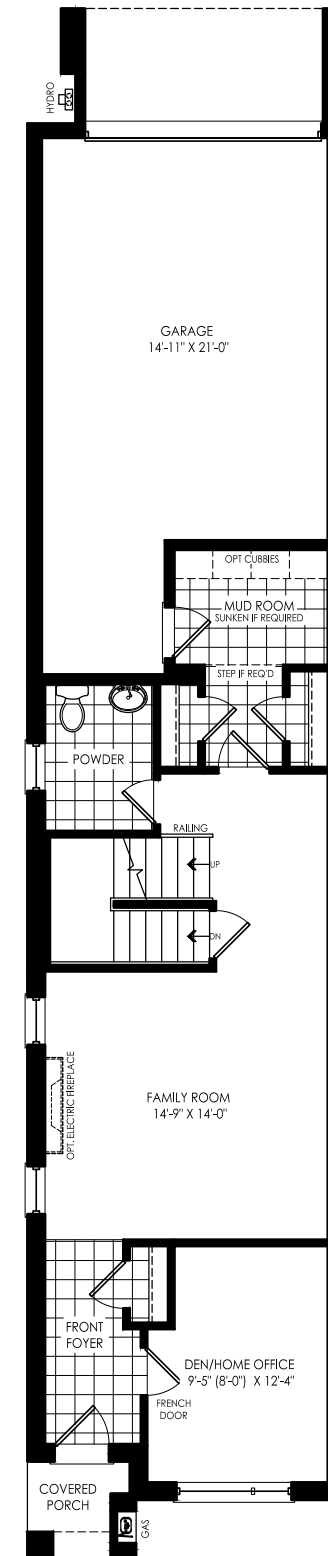 HYDRO
GARAGE
14'-11" X 21'-0"
OPT CUBBIES
MUD ROOM
SUNKEN IF REQUIRED
STEP IF REQ'D
POWDER
RAILING
UP
DN
OPT. ELECTRIC FIREPLACE
FAMILY ROOM
14'-9" X 14'-0"
FRONT
FOYER
DEN/HOME OFFICE
9'-5" (8'-0") X 12'-4"
FRENCH
DOOR
COVERED
PORCH
GAS